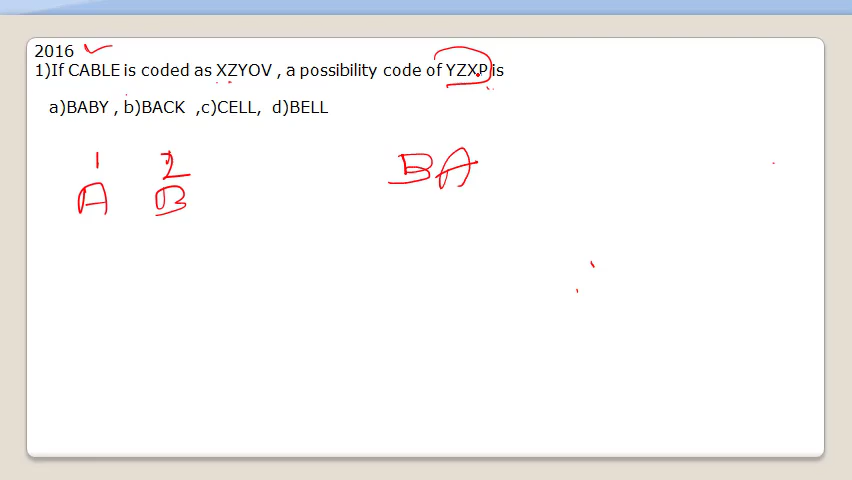 2016
1)If CABLE is coded as XZYOV , a possibility code of YZXP is
a)BABY , b)BACK ,c)CELL, d)BELL
1 2
A B
BA